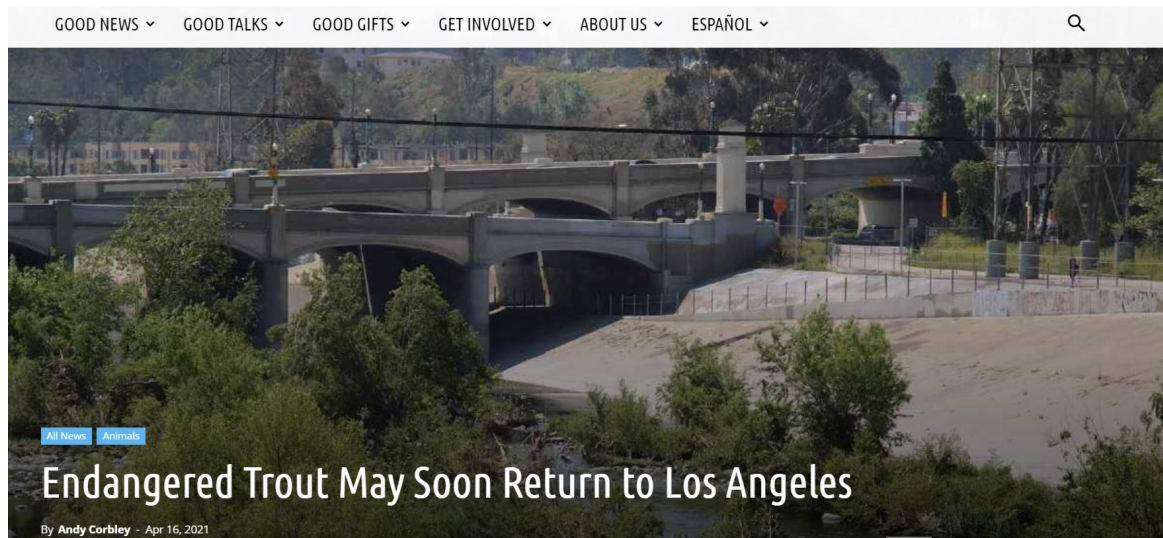 GOOD NEWS GOOD TALKS GOOD GIFTS GET INVOLVED ABOUT US ESPAÑOL
All News Animals
Endangered Trout May Soon Return to Los Angeles
By Andy Corbley - Apr 16, 2021